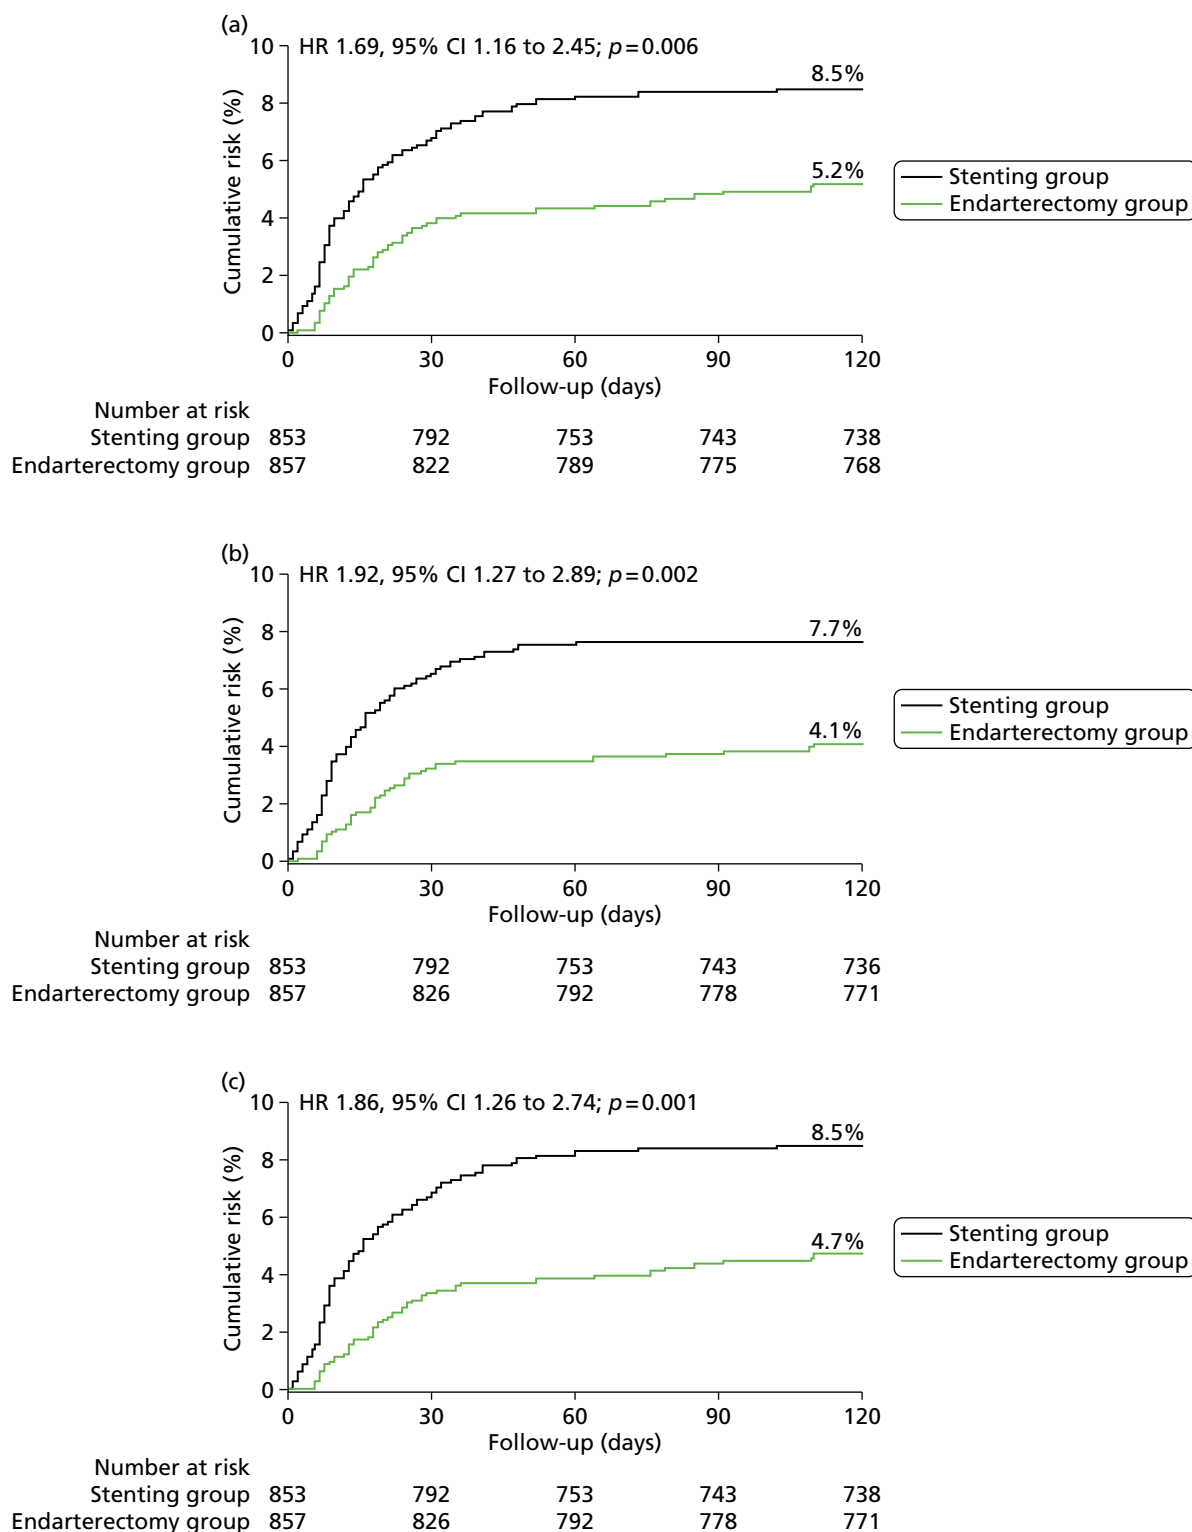 (a)
HR 1.69, 95% CI 1.16 to 2.45; p=0.006
10
8
6
4
2
0
Cumulative risk (%)
8.5%
5.2%
Stenting group
Endarterectomy group
0 30 60 90 120
Follow-up (days)
Number at risk
Stenting group 853 792 753 743 738
Endarterectomy group 857 822 789 775 768
(b)
HR 1.92, 95% CI 1.27 to 2.89; p=0.002
10
8
6
4
2
0
Cumulative risk (%)
7.7%
4.1%
Stenting group
Endarterectomy group
0 30 60 90 120
Follow-up (days)
Number at risk
Stenting group 853 792 753 743 736
Endarterectomy group 857 826 792 778 771
(c)
HR 1.86, 95% CI 1.26 to 2.74; p=0.001
10
8
6
4
2
0
Cumulative risk (%)
8.5%
4.7%
Stenting group
Endarterectomy group
0 30 60 90 120
Follow-up (days)
Number at risk
Stenting group 853 792 753 743 738
Endarterectomy group 857 826 792 778 771